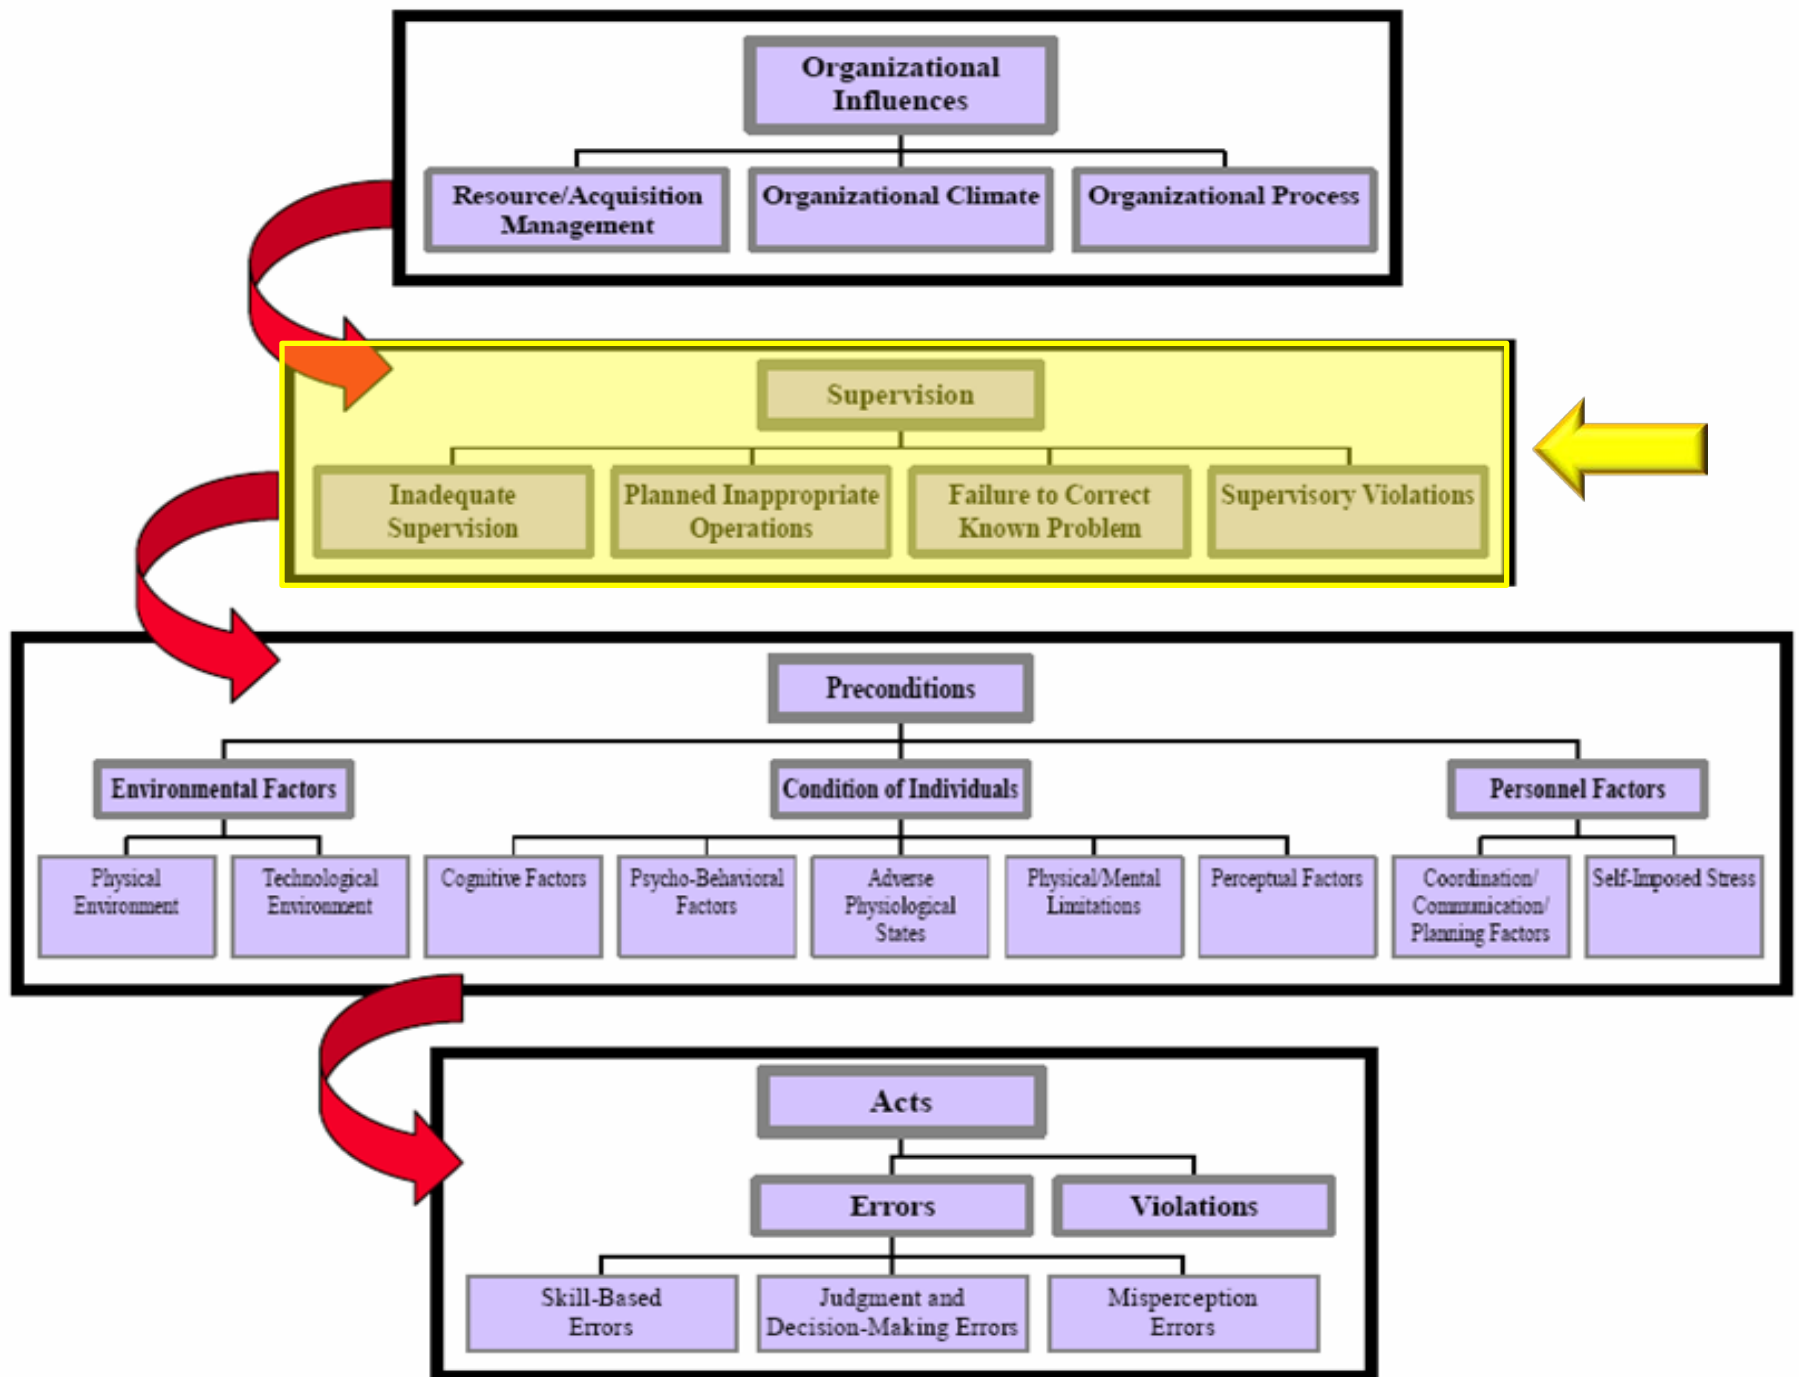 Organizational
Influences
Resource/Acquisition
Management
Organizational Climate
Organizational Process
Supervision
Inadequate
Supervision
Planned Inappropriate
Operations
Failure to Correct
Known Problem
Supervisory Violations
Preconditions
Environmental Factors
Condition of Individuals
Personnel Factors
Physical
Environment
Technological
Environment
Cognitive Factors
Psycho-Behavioral
Factors
Adverse
Physiological
States
Physical/Mental
Limitations
Perceptual Factors
Coordination/
Communication/
Planning Factors
Self-Imposed Stress
Acts
Errors
Violations
Skill-Based
Errors
Judgment and
Decision-Making Errors
Misperception
Errors